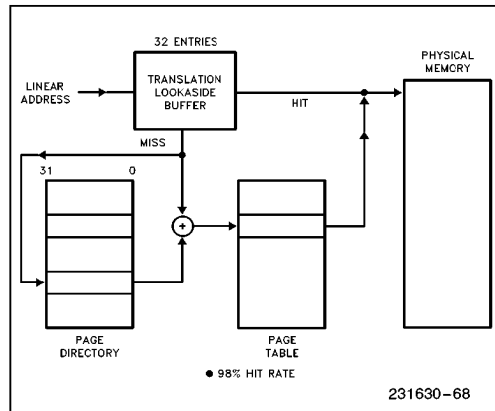 32 ENTRIES
TRANSLATION
LOOKASIDE
BUFFER
LINEAR
ADDRESS
HIT
PHYSICAL
MEMORY
MISS
31
0
+
PAGE
DIRECTORY
PAGE
TABLE
● 98% HIT RATE
231630-68